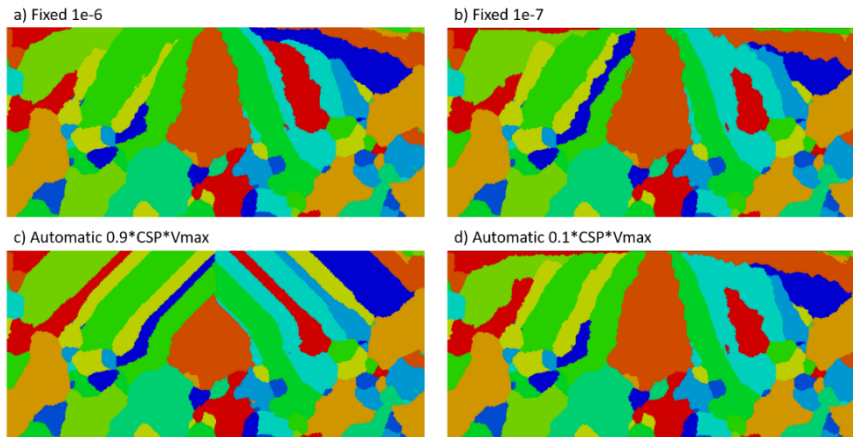 a) Fixed 1e-6
b) Fixed 1e-7
c) Automatic 0.9*CSP*Vmax
d) Automatic 0.1*CSP*Vmax